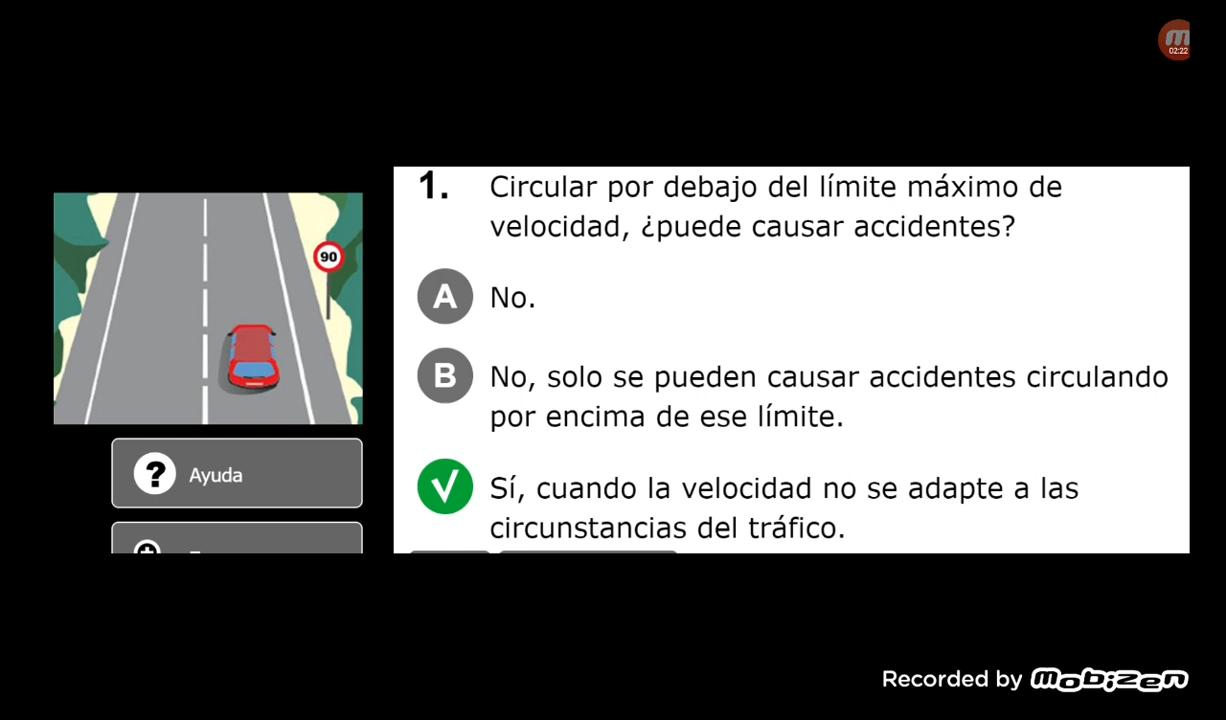 02:22
1. Circular por debajo del límite máximo de
velocidad, ¿puede causar accidentes?
90
A No.
B No, solo se pueden causar accidentes circulando
por encima de ese límite.
Sí, cuando la velocidad no se adapte a las
circunstancias del tráfico.
? Ayuda
Recorded by mobizen